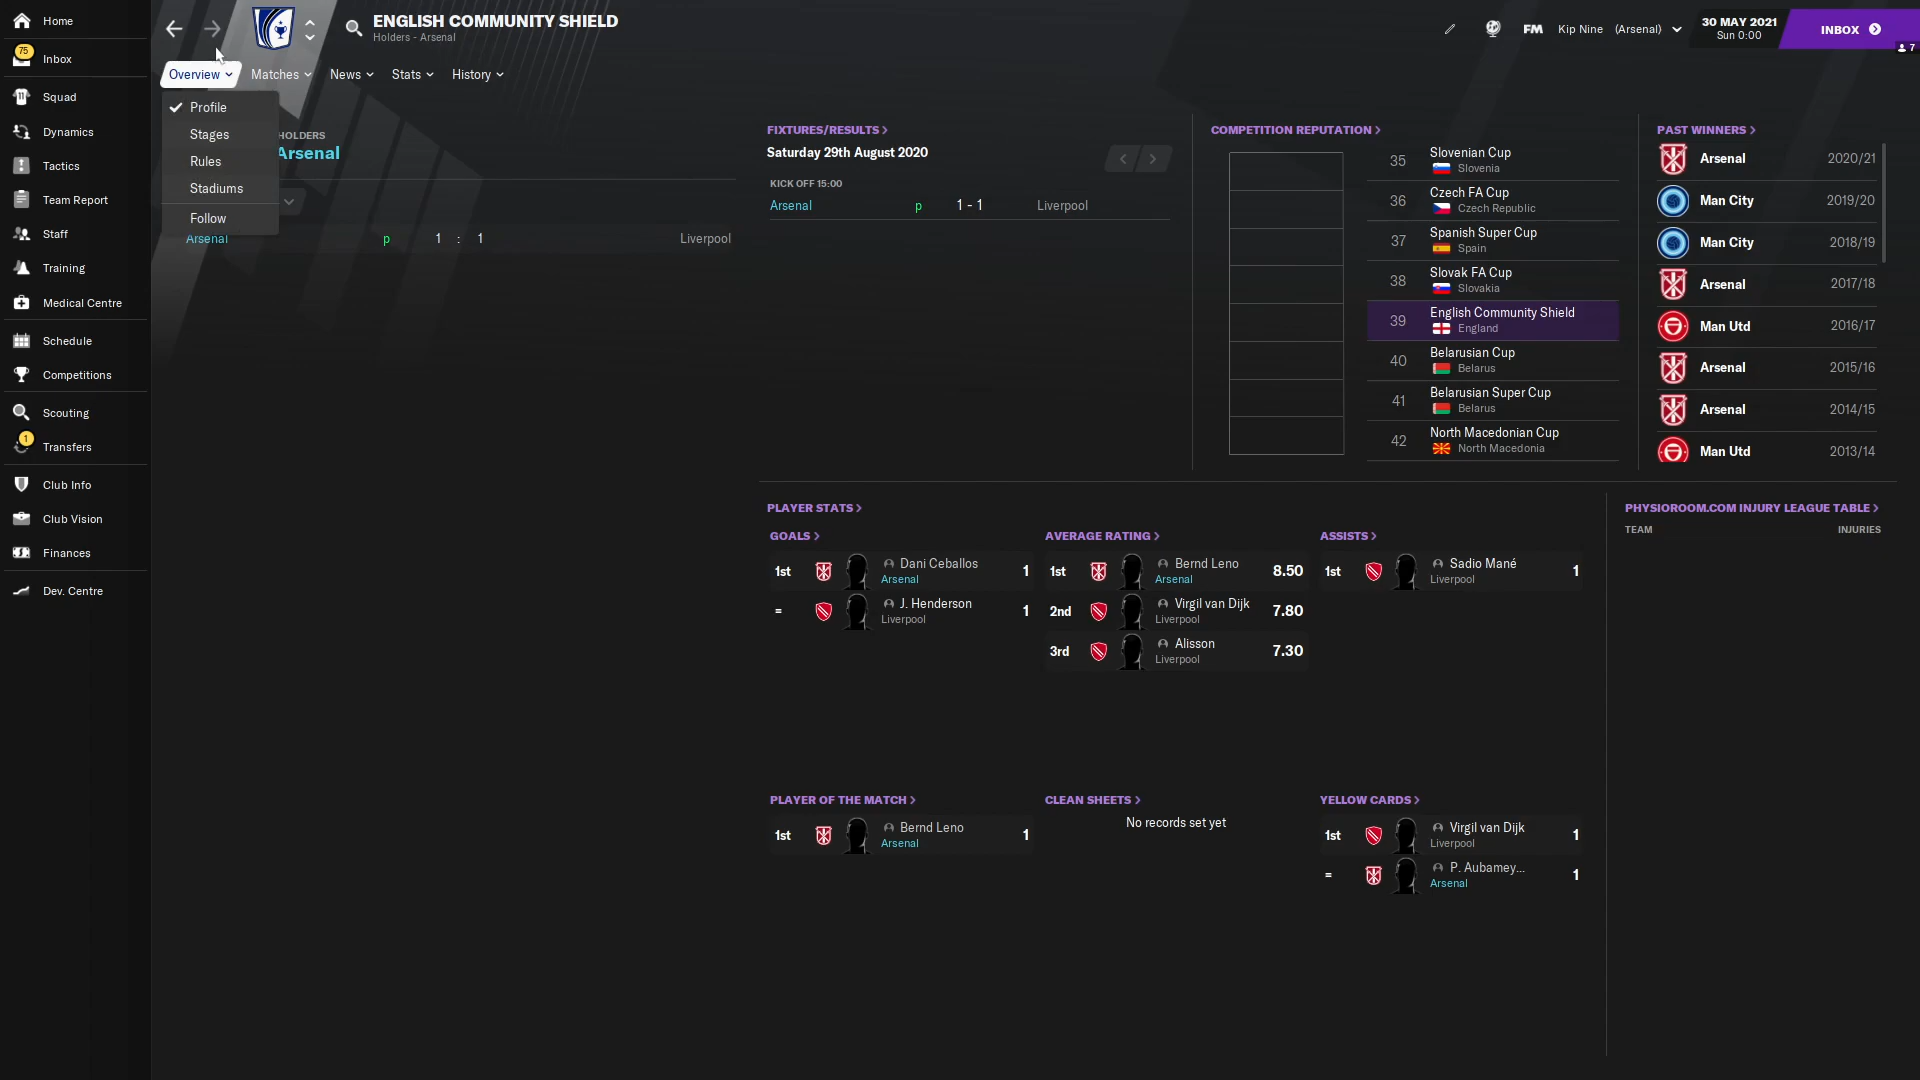 Home
75
Inbox
Squad
Dynamics
Tactics
Team Report
Staff
Training
Medical Centre
Schedule
Competitions
Scouting
1
Transfers
Club Info
Club Vision
Finances
Dev. Centre
ENGLISH COMMUNITY SHIELD
Holders - Arsenal
FM Kip Nine (Arsenal)
30 MAY 2021
Sun 0:00
INBOX
7
Overview Matches News Stats History
Profile
Stages
Rules
Stadiums
Follow
HOLDERS
Arsenal
Arsenal p 1 : 1 Liverpool
FIXTURES/RESULTS >
Saturday 29th August 2020
KICK OFF 15:00
Arsenal p 1 - 1 Liverpool
COMPETITION REPUTATION >
35 Slovenian Cup
Slovenia
36 Czech FA Cup
Czech Republic
37 Spanish Super Cup
Spain
38 Slovak FA Cup
Slovakia
39 English Community Shield
England
40 Belarusian Cup
Belarus
41 Belarusian Super Cup
Belarus
42 North Macedonian Cup
North Macedonia
PAST WINNERS >
Arsenal 2020/21
Man City 2019/20
Man City 2018/19
Arsenal 2017/18
Man Utd 2016/17
Arsenal 2015/16
Arsenal 2014/15
Man Utd 2013/14
PLAYER STATS >
GOALS >
1st Dani Ceballos 1
Arsenal
= J. Henderson 1
Liverpool
AVERAGE RATING >
1st Bernd Leno 8.50
Arsenal
2nd Virgil van Dijk 7.80
Liverpool
3rd Alisson 7.30
Liverpool
ASSISTS >
1st Sadio Mané 1
Liverpool
PLAYER OF THE MATCH >
1st Bernd Leno 1
Arsenal
CLEAN SHEETS >
No records set yet
YELLOW CARDS >
1st Virgil van Dijk 1
Liverpool
= P. Aubamey... 1
Arsenal
PHYSIOROOM.COM INJURY LEAGUE TABLE >
TEAM INJURIES